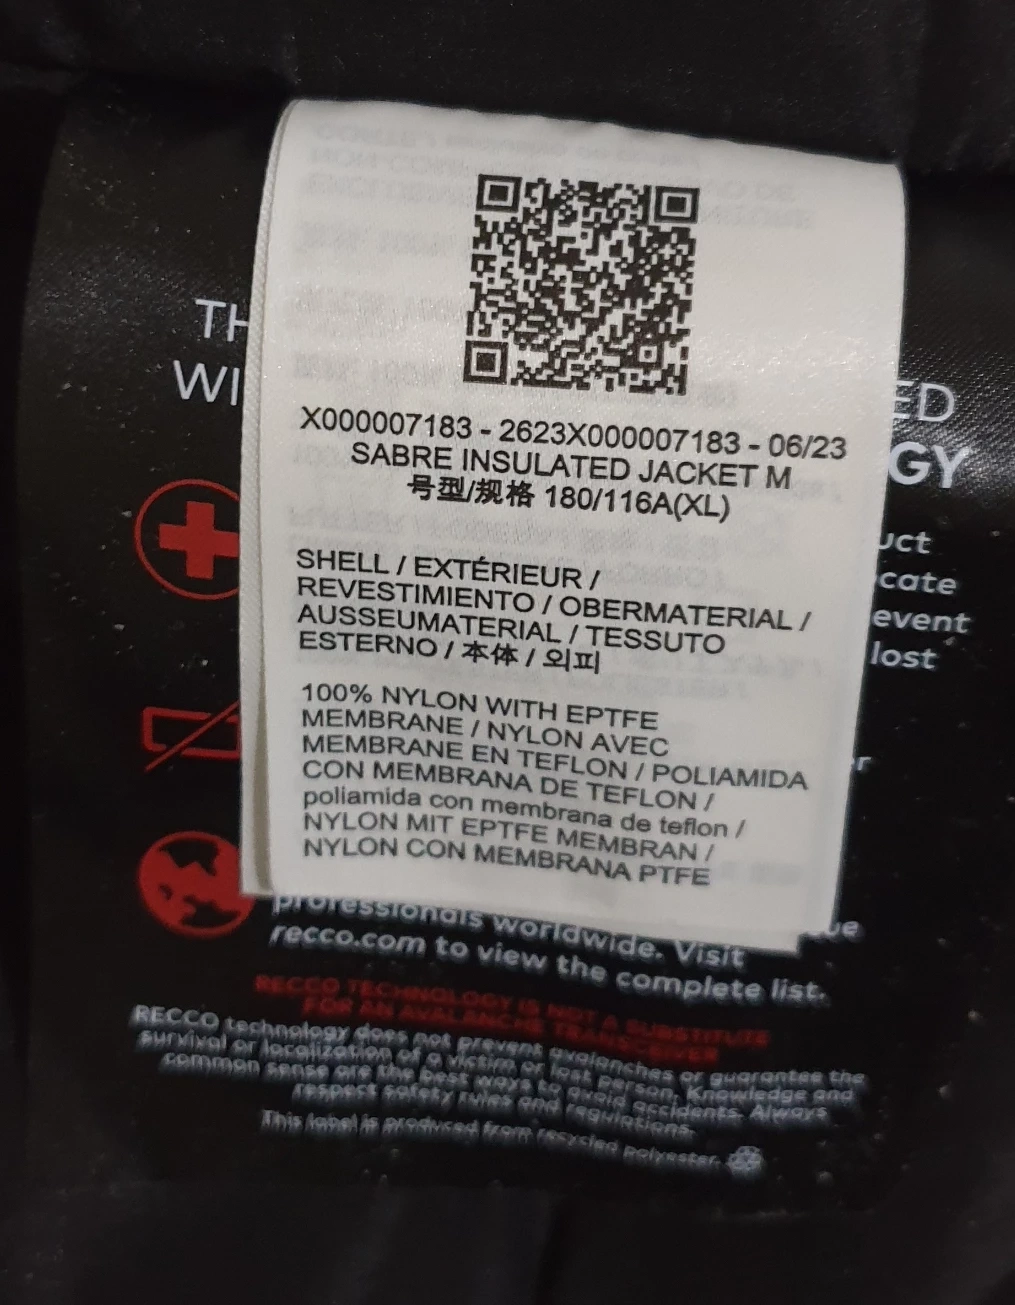 X000007183 - 2623X000007183 - 06/23
SABRE INSULATED JACKET M
号型/规格 180/116A(XL)
SHELL / EXTÉRIEUR /
REVESTIMIENTO / OBERMATERIAL /
AUSSEUMATERIAL / TESSUTO
ESTERNO / 本体 / 외피
100% NYLON WITH EPTFE
MEMBRANE / NYLON AVEC
MEMBRANE EN TEFLON / POLIAMIDA
CON MEMBRANA DE TEFLON /
poliamida con membrana de teflon /
NYLON MIT EPTFE MEMBRAN /
NYLON CON MEMBRANA PTFE
TH
WI
ED
GY
uct
cate
event
lost
r
ue
professionals worldwide. Visit
recco.com to view the complete list.
RECCO TECHNOLOGY IS NOT A SUBSTITUTE
FOR AN AVALANCHE TRANSCEIVER
RECCO technology does not prevent avalanches or guarantee the
survival or localization of a victim or lost person. Knowledge and
common sense are the best ways to avoid accidents. Always
respect safety rules and regulations.
This label is produced from recycled polyester.